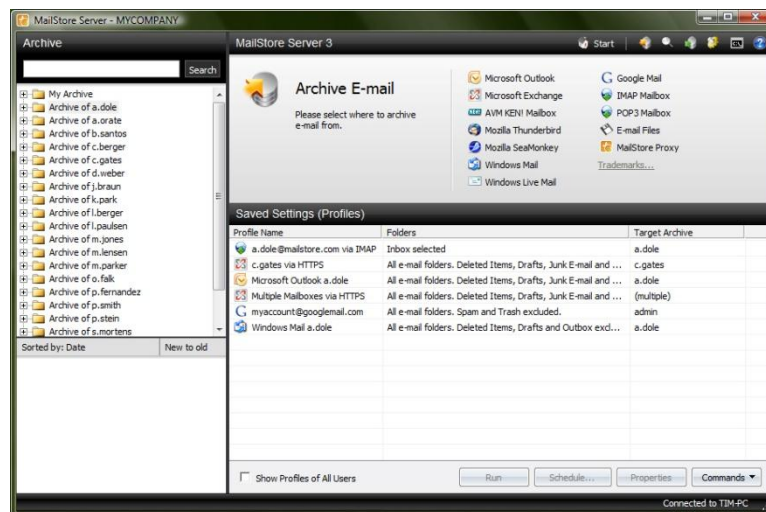 MailStore Server - MYCOMPANY
Archive
Search
My Archive
Archive of a.dole
Archive of a.orate
Archive of b.santos
Archive of c.berger
Archive of c.gates
Archive of d.weber
Archive of j.braun
Archive of k.park
Archive of l.berger
Archive of l.paulsen
Archive of m.jones
Archive of m.lensen
Archive of m.parker
Archive of o.falk
Archive of p.fernandez
Archive of p.smith
Archive of p.stein
Archive of s.mortens
Sorted by: Date New to old
MailStore Server 3 Start
Archive E-mail
Please select where to archive
e-mail from.
Microsoft Outlook
Microsoft Exchange
AVM KEN! Mailbox
Mozilla Thunderbird
Mozilla SeaMonkey
Windows Mail
Windows Live Mail
Google Mail
IMAP Mailbox
POP3 Mailbox
E-mail Files
MailStore Proxy
Trademarks...
Saved Settings (Profiles)
Profile Name Folders Target Archive
a.dole@mailstore.com via IMAP Inbox selected a.dole
c.gates via HTTPS All e-mail folders. Deleted Items, Drafts, Junk E-mail and ... c.gates
Microsoft Outlook a.dole All e-mail folders. Deleted Items, Drafts, Junk E-mail and ... a.dole
Multiple Mailboxes via HTTPS All e-mail folders. Deleted Items, Drafts, Junk E-mail and ... (multiple)
myaccount@googlemail.com All e-mail folders. Spam and Trash excluded. admin
Windows Mail a.dole All e-mail folders. Deleted Items, Drafts and Outbox excl... a.dole
Show Profiles of All Users Run Schedule... Properties Commands
Connected to TIM-PC